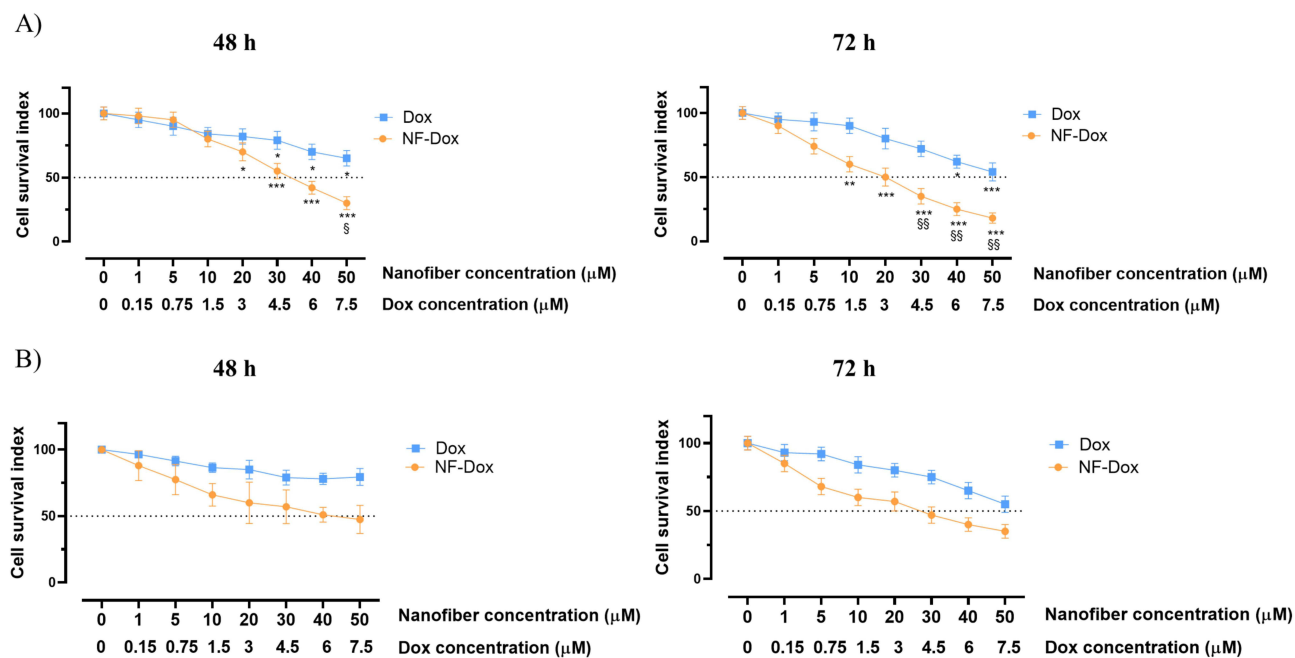 A)
48 h
72 h
Cell survival index
100
50
0
Dox
NF-Dox
*
*
*
*
***
***
***
§
0 1 5 10 20 30 40 50 Nanofiber concentration (µM)
0 0.15 0.75 1.5 3 4.5 6 7.5 Dox concentration (µM)
Cell survival index
100
50
0
Dox
NF-Dox
*
***
**
***
***
§§
***
§§
***
§§
0 1 5 10 20 30 40 50 Nanofiber concentration (µM)
0 0.15 0.75 1.5 3 4.5 6 7.5 Dox concentration (µM)
B)
48 h
72 h
Cell survival index
100
50
0
Dox
NF-Dox
0 1 5 10 20 30 40 50 Nanofiber concentration (µM)
0 0.15 0.75 1.5 3 4.5 6 7.5 Dox concentration (µM)
Cell survival index
100
50
0
Dox
NF-Dox
0 1 5 10 20 30 40 50 Nanofiber concentration (µM)
0 0.15 0.75 1.5 3 4.5 6 7.5 Dox concentration (µM)